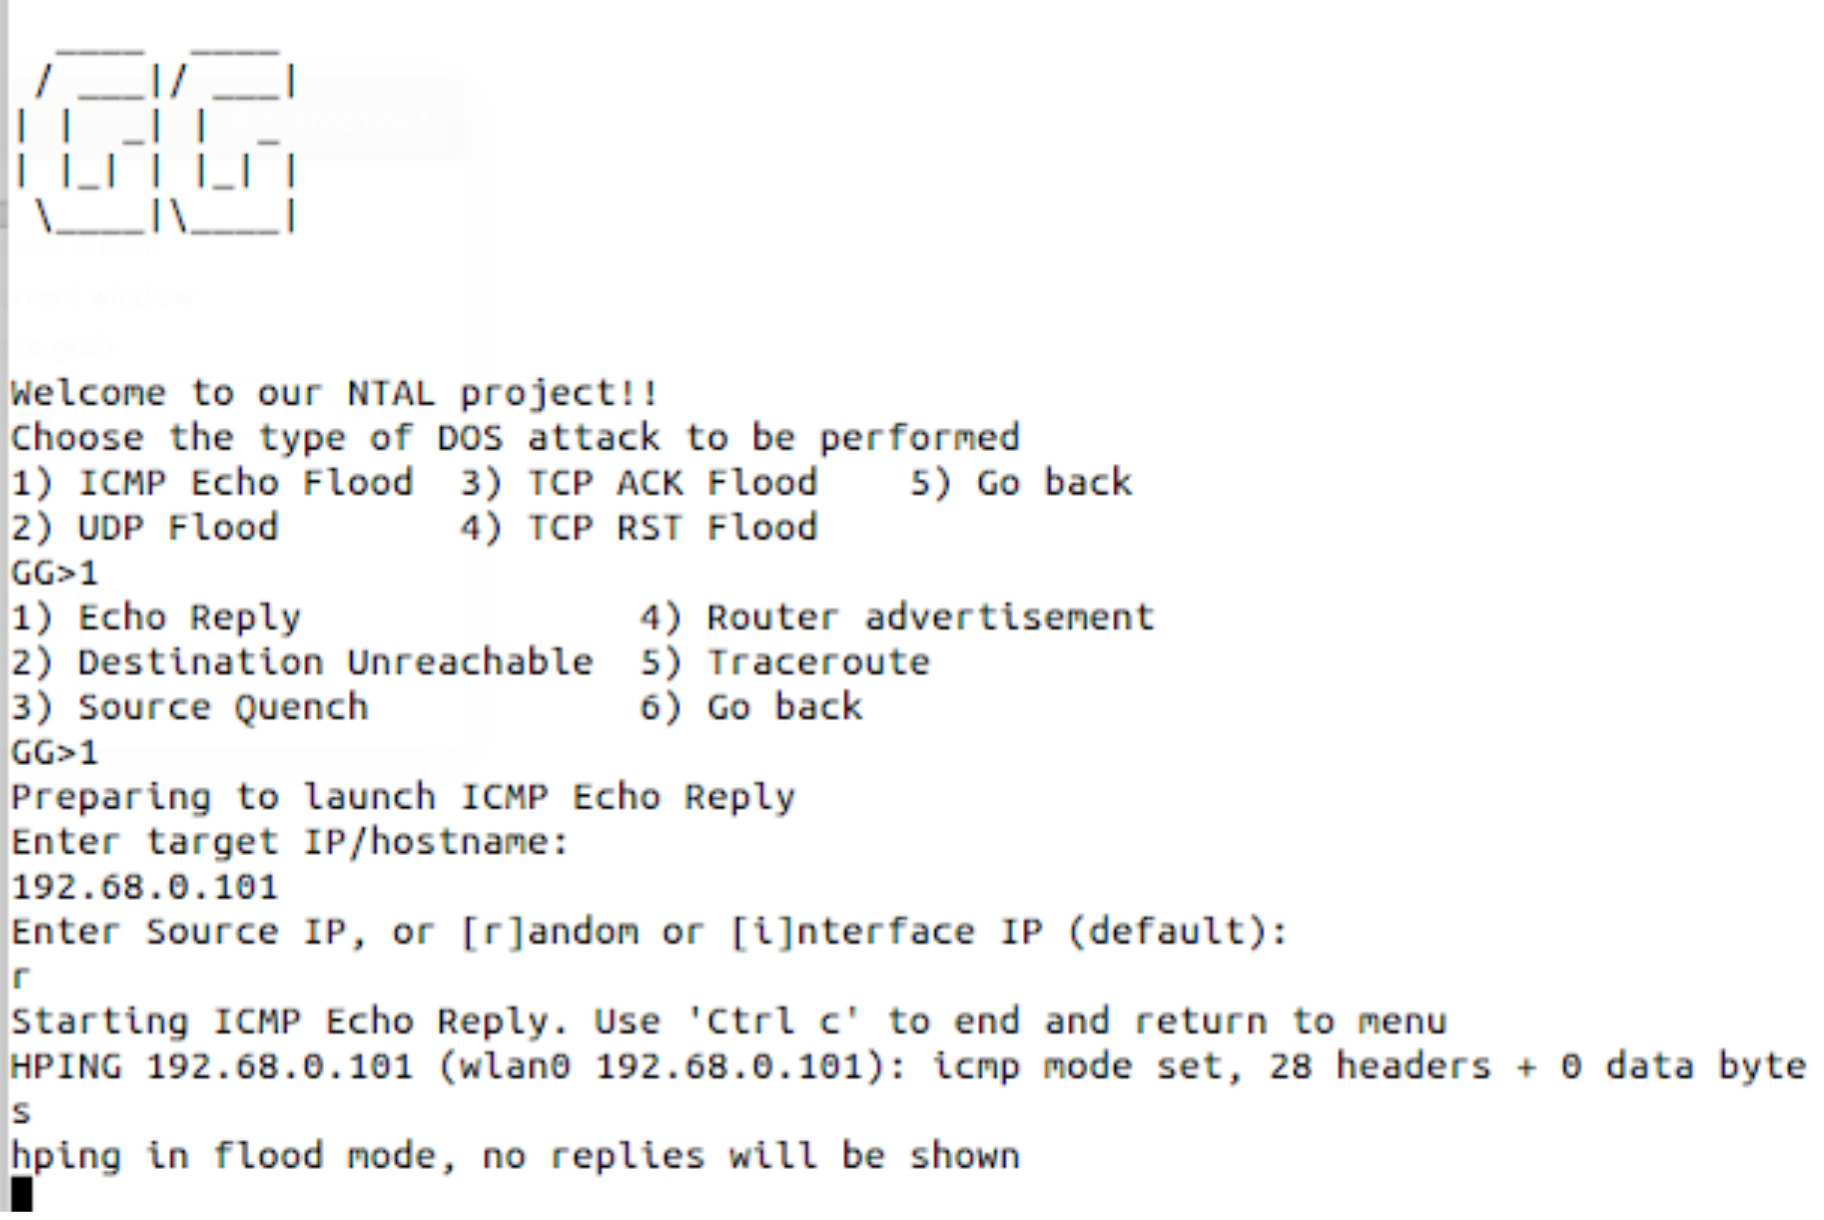 ____  ____
 / ___|/ ___|
| |  _| |  _
| |_| | |_| |
 \____|\____|
to grab
Welcome to our NTAL project!!
Choose the type of DOS attack to be performed
1) ICMP Echo Flood  3) TCP ACK Flood    5) Go back
2) UDP Flood        4) TCP RST Flood
GG>1
1) Echo Reply               4) Router advertisement
2) Destination Unreachable  5) Traceroute
3) Source Quench            6) Go back
GG>1
Preparing to launch ICMP Echo Reply
Enter target IP/hostname:
192.68.0.101
Enter Source IP, or [r]andom or [i]nterface IP (default):
r
Starting ICMP Echo Reply. Use 'Ctrl c' to end and return to menu
HPING 192.68.0.101 (wlan0 192.68.0.101): icmp mode set, 28 headers + 0 data byte
s
hping in flood mode, no replies will be shown